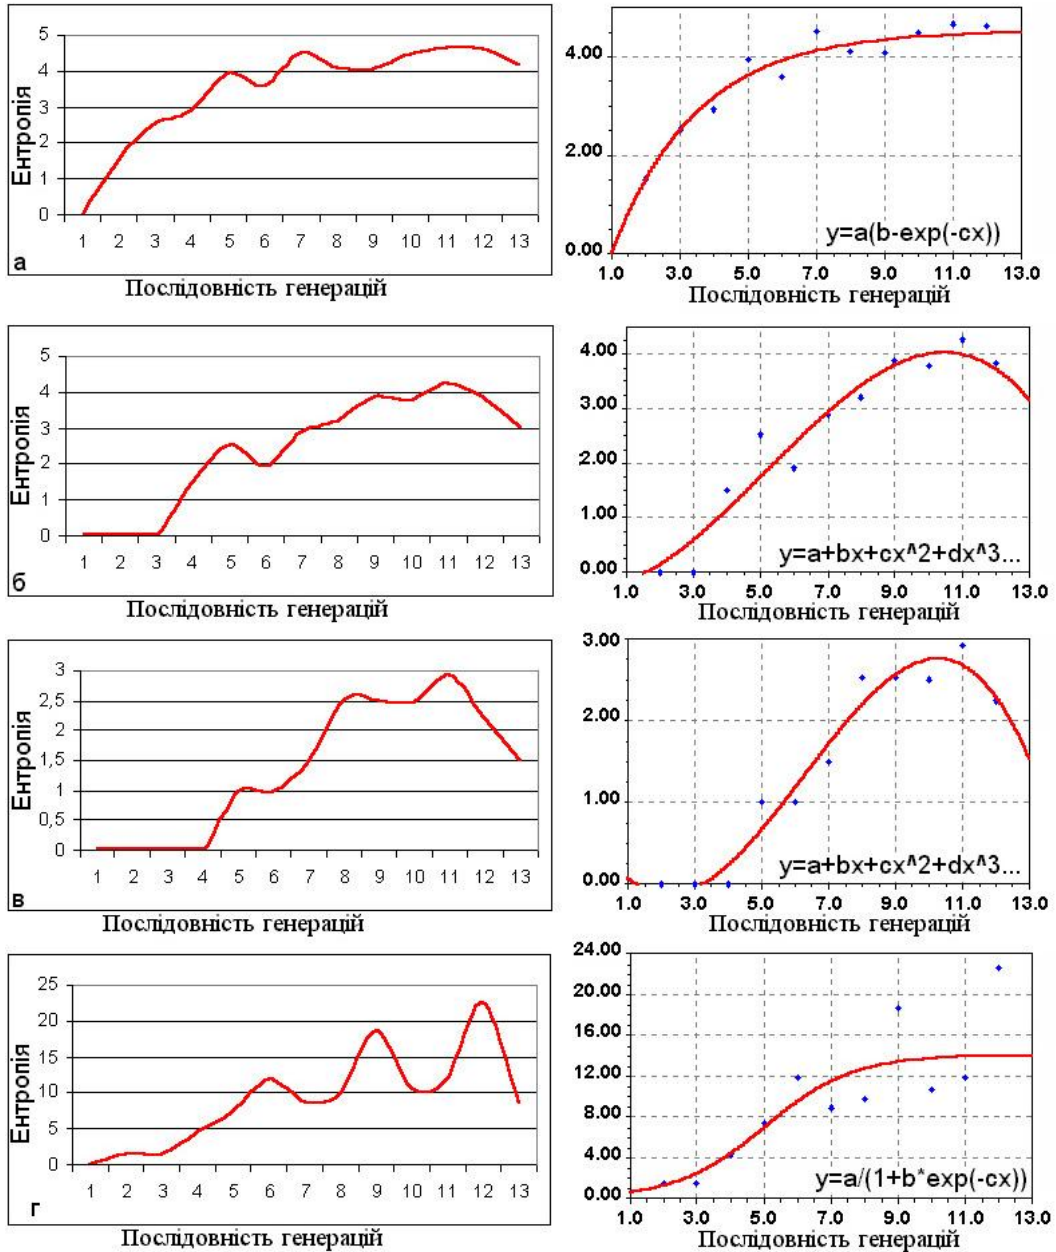 5
4
3
2
1
0
Ентропія
1 2 3 4 5 6 7 8 9 10 11 12 13
а
Послідовність генерацій
4.00
2.00
0.00
y=a(b-exp(-cx))
1.0 3.0 5.0 7.0 9.0 11.0 13.0
Послідовність генерацій
5
4
3
2
1
0
Ентропія
1 2 3 4 5 6 7 8 9 10 11 12 13
б
Послідовність генерацій
4.00
3.00
2.00
1.00
0.00
y=a+bx+cx^2+dx^3...
1.0 3.0 5.0 7.0 9.0 11.0 13.0
Послідовність генерацій
3
2,5
2
1,5
1
0,5
0
Ентропія
1 2 3 4 5 6 7 8 9 10 11 12 13
в
Послідовність генерацій
3.00
2.00
1.00
0.00
y=a+bx+cx^2+dx^3...
1.0 3.0 5.0 7.0 9.0 11.0 13.0
Послідовність генерацій
25
20
15
10
5
0
Ентропія
1 2 3 4 5 6 7 8 9 10 11 12 13
г
Послідовність генерацій
24.00
20.00
16.00
12.00
8.00
4.00
0.00
y=a/(1+b*exp(-cx))
1.0 3.0 5.0 7.0 9.0 11.0 13.0
Послідовність генерацій